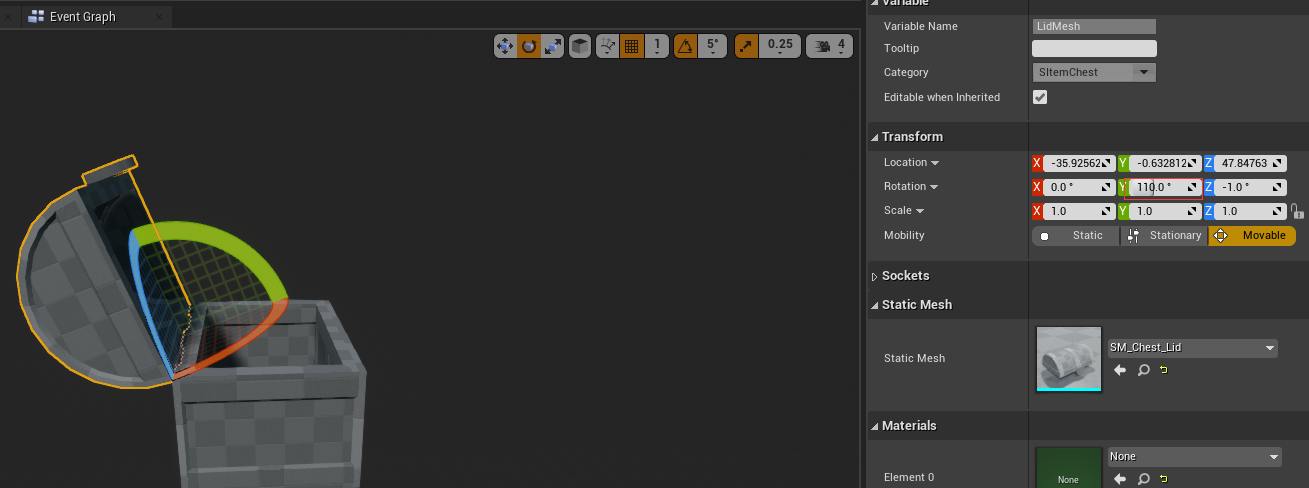 Event Graph
1 5° 0.25 4
Variable
Variable Name LidMesh
Tooltip
Category SItemChest
Editable when Inherited
Transform
Location X -35.92562 Y -0.632812 Z 47.84763
Rotation X 0.0 ° Y 110.0 ° Z -1.0 °
Scale X 1.0 Y 1.0 Z 1.0
Mobility Static Stationary Movable
Sockets
Static Mesh
Static Mesh SM_Chest_Lid
Materials
Element 0 None None